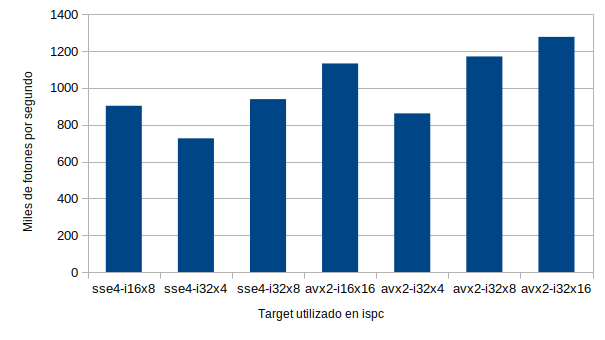 1400
1200
1000
800
600
400
200
0
Miles de fotones por segundo
sse4-i16x8 sse4-i32x4 sse4-i32x8 avx2-i16x16 avx2-i32x4 avx2-i32x8 avx2-i32x16
Target utilizado en ispc